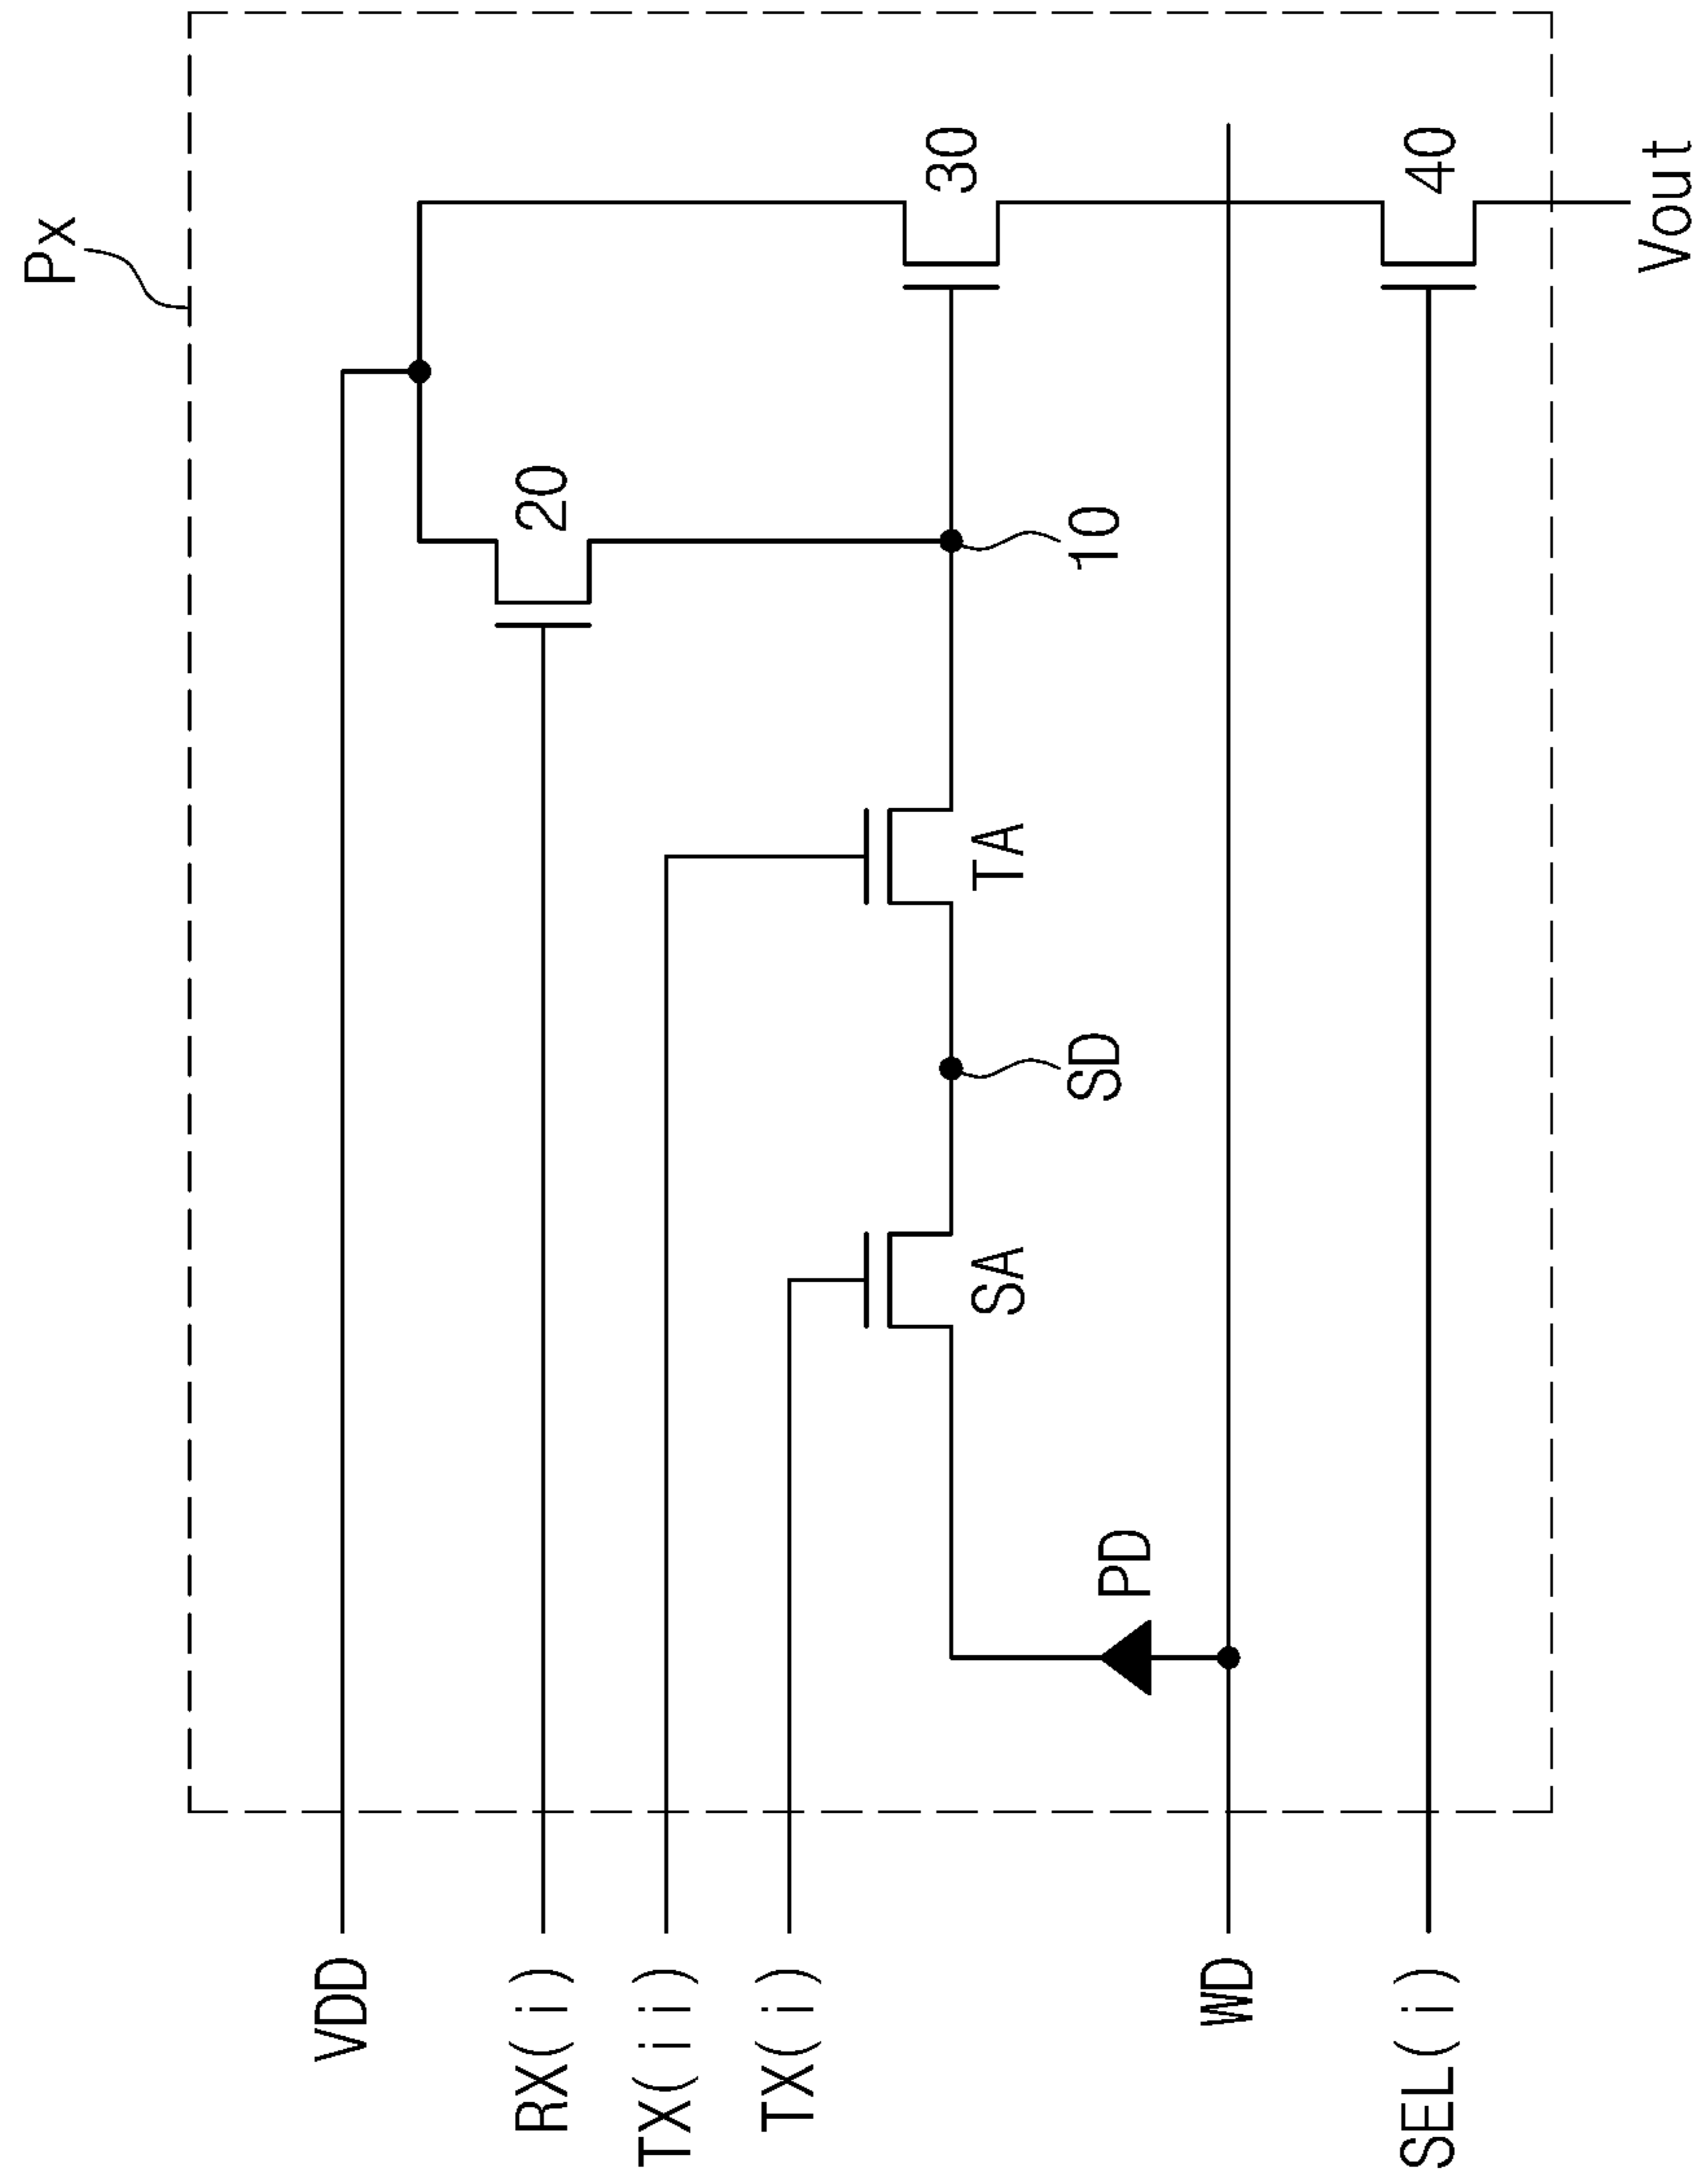 Px
VDD
RX(i)
TX(ii)
TX(i)
WD
SEL(i)
20
30
40
10
TA
SD
SA
PD
Vout